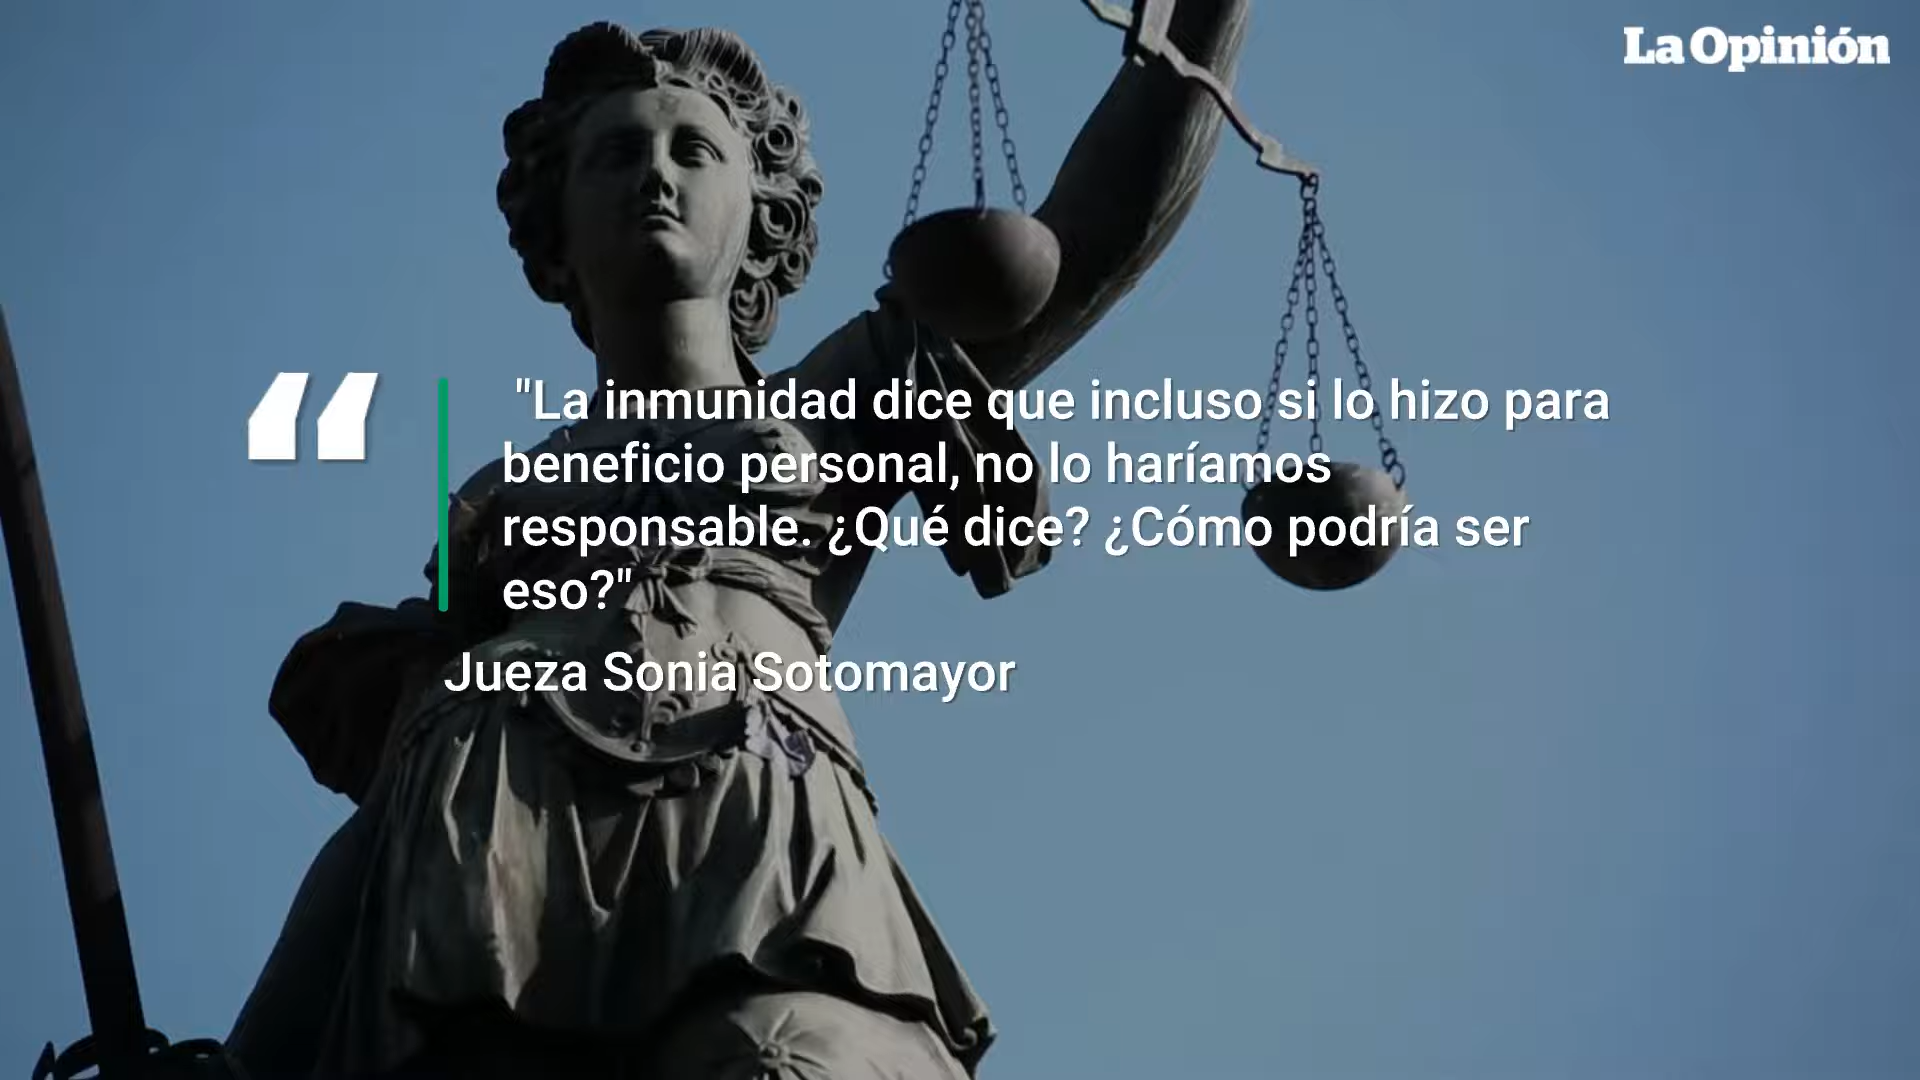 La Opinión
"La inmunidad dice que incluso si lo hizo para
beneficio personal, no lo haríamos
responsable. ¿Qué dice? ¿Cómo podría ser
eso?"
Jueza Sonia Sotomayor